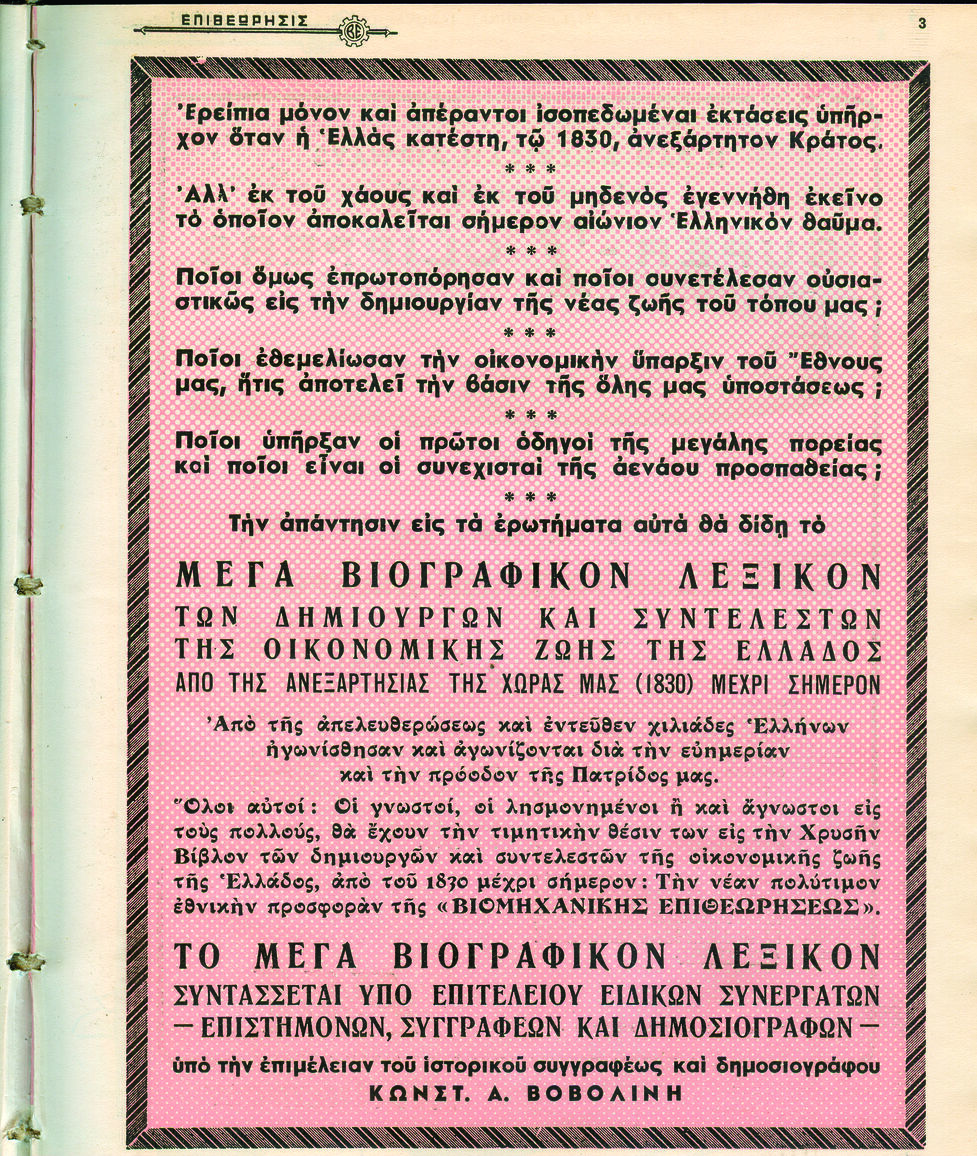 ΕΠΙΘΕΩΡΗΣΙΣ
ΒΕ
3
Ἐρείπια μόνον καὶ ἀπέραντοι ἰσοπεδωμέναι ἐκτάσεις ὑπῆρ-
χον ὅταν ἡ Ἑλλὰς κατέστη, τῷ 1830, ἀνεξάρτητον Κράτος.
* * *
Ἀλλ' ἐκ τοῦ χάους καὶ ἐκ τοῦ μηδενὸς ἐγεννήθη ἐκεῖνο
τὸ ὁποῖον ἀποκαλεῖται σήμερον αἰώνιον Ἑλληνικὸν θαῦμα.
* * *
Ποῖοι ὅμως ἐπρωτοπόρησαν καὶ ποῖοι συνετέλεσαν οὐσια-
στικῶς εἰς τὴν δημιουργίαν τῆς νέας ζωῆς τοῦ τόπου μας ;
* * *
Ποῖοι ἐθεμελίωσαν τὴν οἰκονομικὴν ὕπαρξιν τοῦ Ἔθνους
μας, ἥτις ἀποτελεῖ τὴν βάσιν τῆς ὅλης μας ὑποστάσεως ;
* * *
Ποῖοι ὑπῆρξαν οἱ πρῶτοι ὁδηγοὶ τῆς μεγάλης πορείας
καὶ ποῖοι εἶναι οἱ συνεχισταὶ τῆς ἀενάου προσπαθείας ;
* * *
Τὴν ἀπάντησιν εἰς τὰ ἐρωτήματα αὐτὰ θὰ δίδῃ τὸ
ΜΕΓΑ ΒΙΟΓΡΑΦΙΚΟΝ ΛΕΞΙΚΟΝ
ΤΩΝ ΔΗΜΙΟΥΡΓΩΝ ΚΑΙ ΣΥΝΤΕΛΕΣΤΩΝ
ΤΗΣ ΟΙΚΟΝΟΜΙΚΗΣ ΖΩΗΣ ΤΗΣ ΕΛΛΑΔΟΣ
ΑΠΟ ΤΗΣ ΑΝΕΞΑΡΤΗΣΙΑΣ ΤΗΣ ΧΩΡΑΣ ΜΑΣ (1830) ΜΕΧΡΙ ΣΗΜΕΡΟΝ
Ἀπὸ τῆς ἀπελευθερώσεως καὶ ἐντεῦθεν χιλιάδες Ἑλλήνων
ἠγωνίσθησαν καὶ ἀγωνίζονται διὰ τὴν εὐημερίαν
καὶ τὴν πρόοδον τῆς Πατρίδος μας.
Ὅλοι αὐτοί : Οἱ γνωστοί, οἱ λησμονημένοι ἢ καὶ ἄγνωστοι εἰς
τοὺς πολλούς, θὰ ἔχουν τὴν τιμητικὴν θέσιν των εἰς τὴν Χρυσῆν
Βίβλον τῶν δημιουργῶν καὶ συντελεστῶν τῆς οἰκονομικῆς ζωῆς
τῆς Ἑλλάδος, ἀπὸ τοῦ 1830 μέχρι σήμερον : Τὴν νέαν πολύτιμον
ἐθνικὴν προσφορὰν τῆς «ΒΙΟΜΗΧΑΝΙΚΗΣ ΕΠΙΘΕΩΡΗΣΕΩΣ».
ΤΟ ΜΕΓΑ ΒΙΟΓΡΑΦΙΚΟΝ ΛΕΞΙΚΟΝ
ΣΥΝΤΑΣΣΕΤΑΙ ΥΠΟ ΕΠΙΤΕΛΕΙΟΥ ΕΙΔΙΚΩΝ ΣΥΝΕΡΓΑΤΩΝ
— ΕΠΙΣΤΗΜΟΝΩΝ, ΣΥΓΓΡΑΦΕΩΝ ΚΑΙ ΔΗΜΟΣΙΟΓΡΑΦΩΝ —
ὑπὸ τὴν ἐπιμέλειαν τοῦ ἱστορικοῦ συγγραφέως καὶ δημοσιογράφου
ΚΩΝΣΤ. Α. ΒΟΒΟΛΙΝΗ